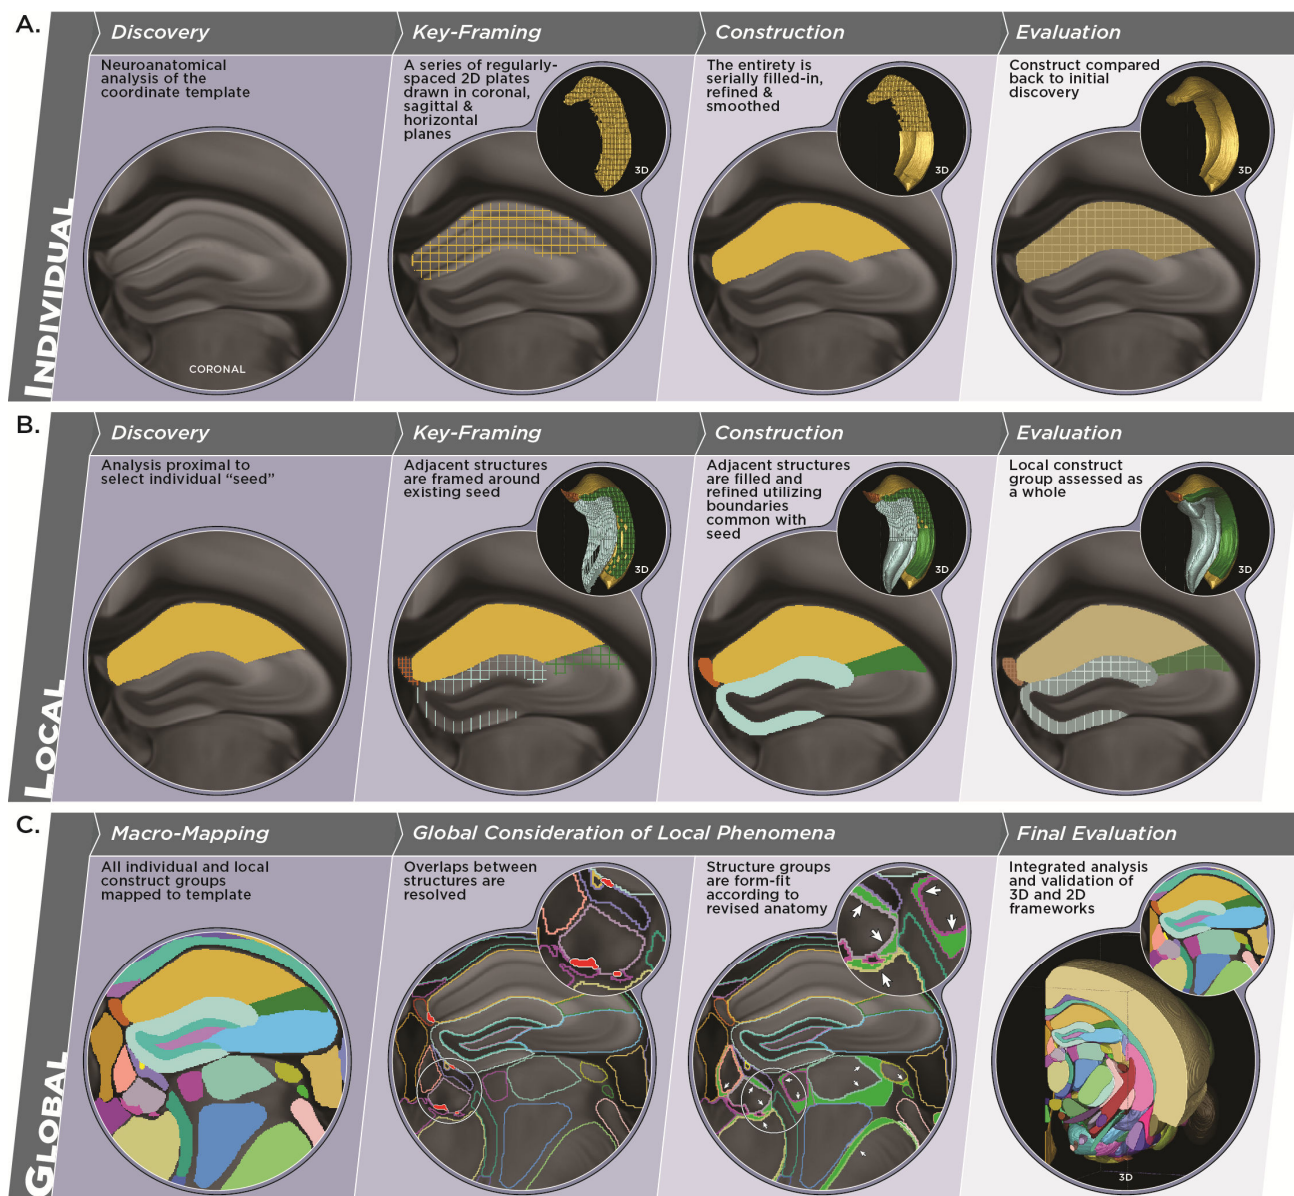 A.
INDIVIDUAL
Discovery
Neuroanatomical
analysis of the
coordinate template
CORONAL
Key-Framing
A series of regularly-
spaced 2D plates
drawn in coronal,
sagittal &
horizontal
planes
3D
Construction
The entirety is
serially filled-in,
refined &
smoothed
3D
Evaluation
Construct compared
back to initial
discovery
3D
B.
LOCAL
Discovery
Analysis proximal to
select individual “seed”
Key-Framing
Adjacent structures
are framed around
existing seed
3D
Construction
Adjacent structures
are filled and
refined utilizing
boundaries
common with
seed
3D
Evaluation
Local construct
group assessed as
a whole
3D
C.
GLOBAL
Macro-Mapping
All individual and local
construct groups
mapped to template
Global Consideration of Local Phenomena
Overlaps between
structures are
resolved
Structure groups
are form-fit
according to
revised anatomy
Final Evaluation
Integrated analysis
and validation of
3D and 2D
frameworks
3D